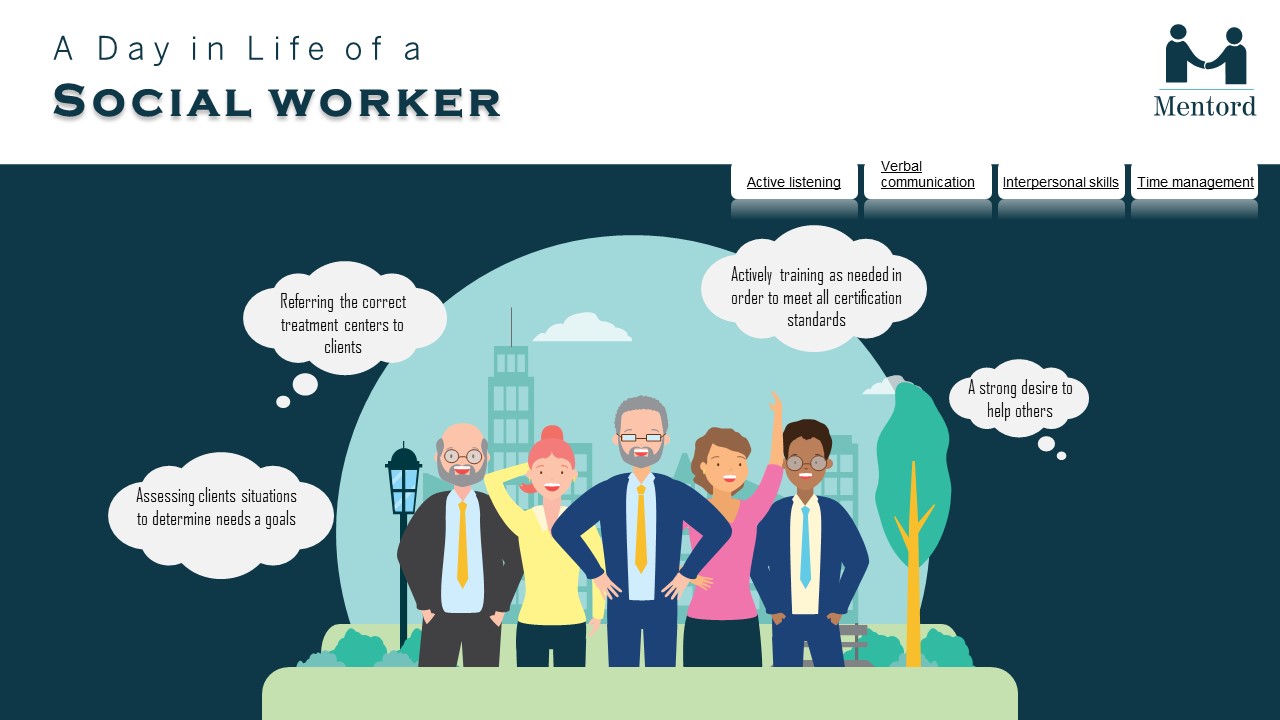 A Day in Life of a
SOCIAL WORKER
Mentord
Active listening
Verbal
communication
Interpersonal skills
Time management
Referring the correct
treatment centers to
clients
Actively training as needed in
order to meet all certification
standards
A strong desire to
help others
Assessing clients situations
to determine needs a goals